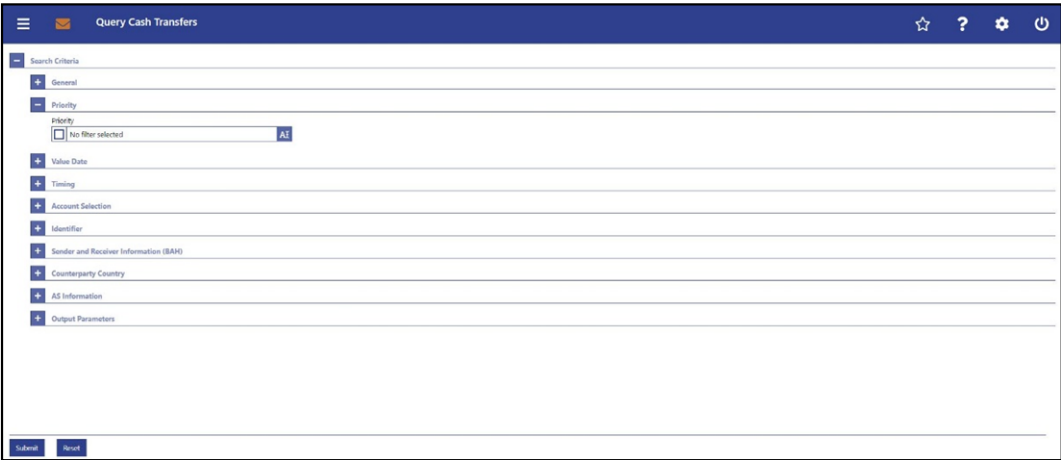 Query Cash Transfers
Search Criteria
General
Priority
Priority
No filter selected
Value Date
Timing
Account Selection
Identifier
Sender and Receiver Information (BAH)
Counterparty Country
AS Information
Output Parameters
Submit Reset